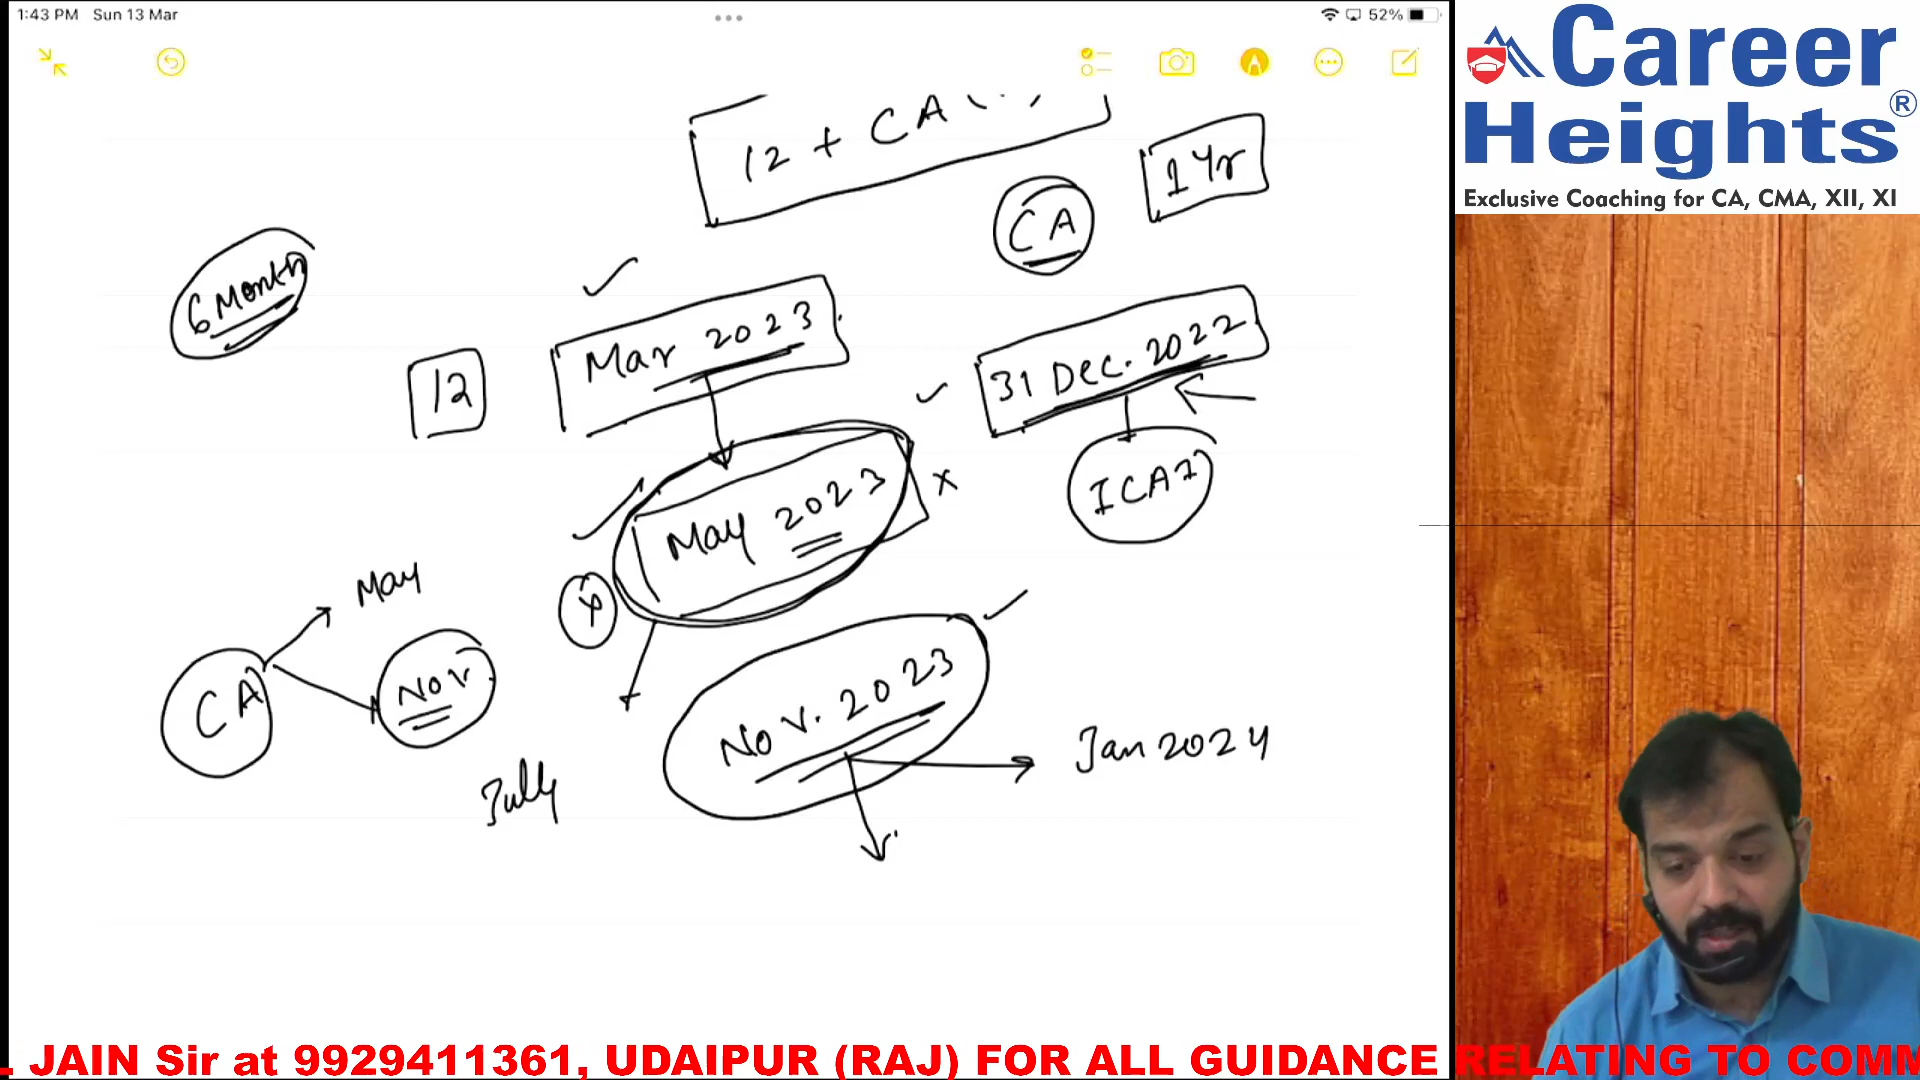 1:43 PM Sun 13 Mar
52%
Career
Heights®
Exclusive Coaching for CA, CMA, XII, XI
12 + CA
1 Yr
CA
6 Month
Mar 2023
31 Dec. 2022
12
May 2023
x
ICAI
May
CA
Nov.
Nov. 2023
Jan 2024
July
JAIN Sir at 9929411361, UDAIPUR (RAJ) FOR ALL GUIDANCE RELATING TO COMM